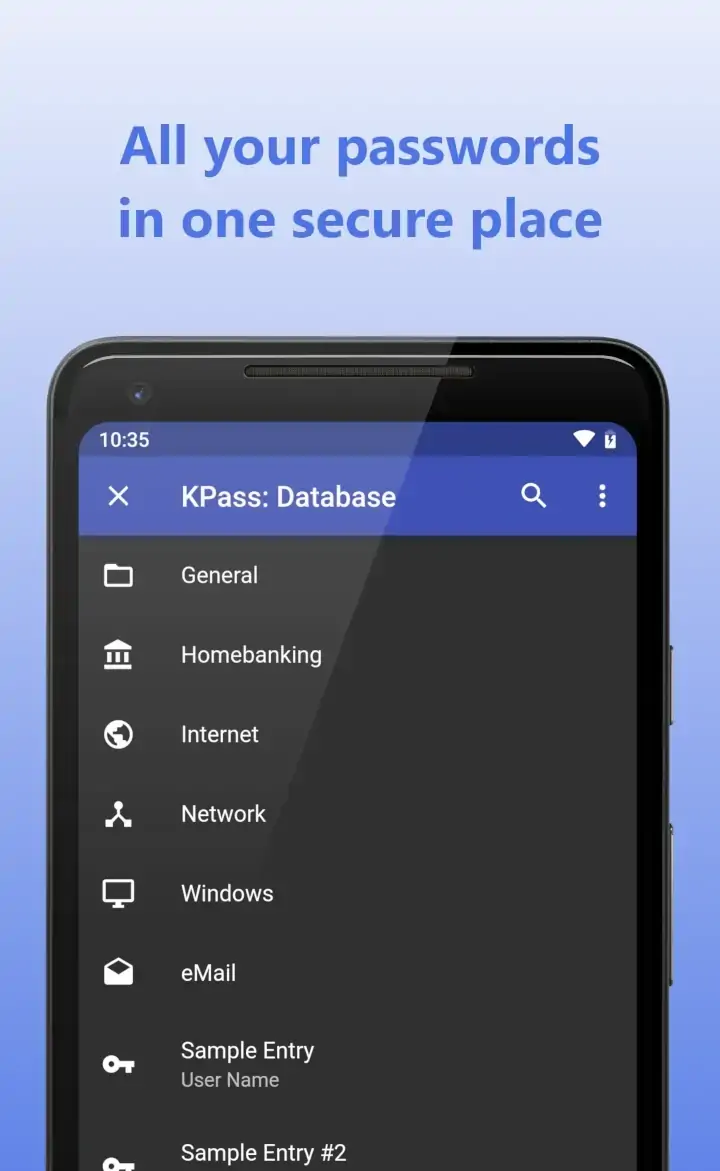 All your passwords
in one secure place
10:35
KPass: Database
General
Homebanking
Internet
Network
Windows
eMail
Sample Entry
User Name
Sample Entry #2